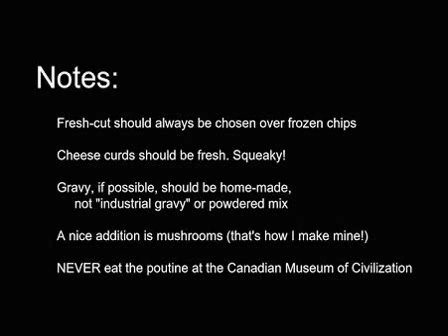 Notes:
Fresh-cut should always be chosen over frozen chips
Cheese curds should be fresh. Squeaky!
Gravy, if possible, should be home-made,
not "industrial gravy" or powdered mix
A nice addition is mushrooms (that's how I make mine!)
NEVER eat the poutine at the Canadian Museum of Civilization